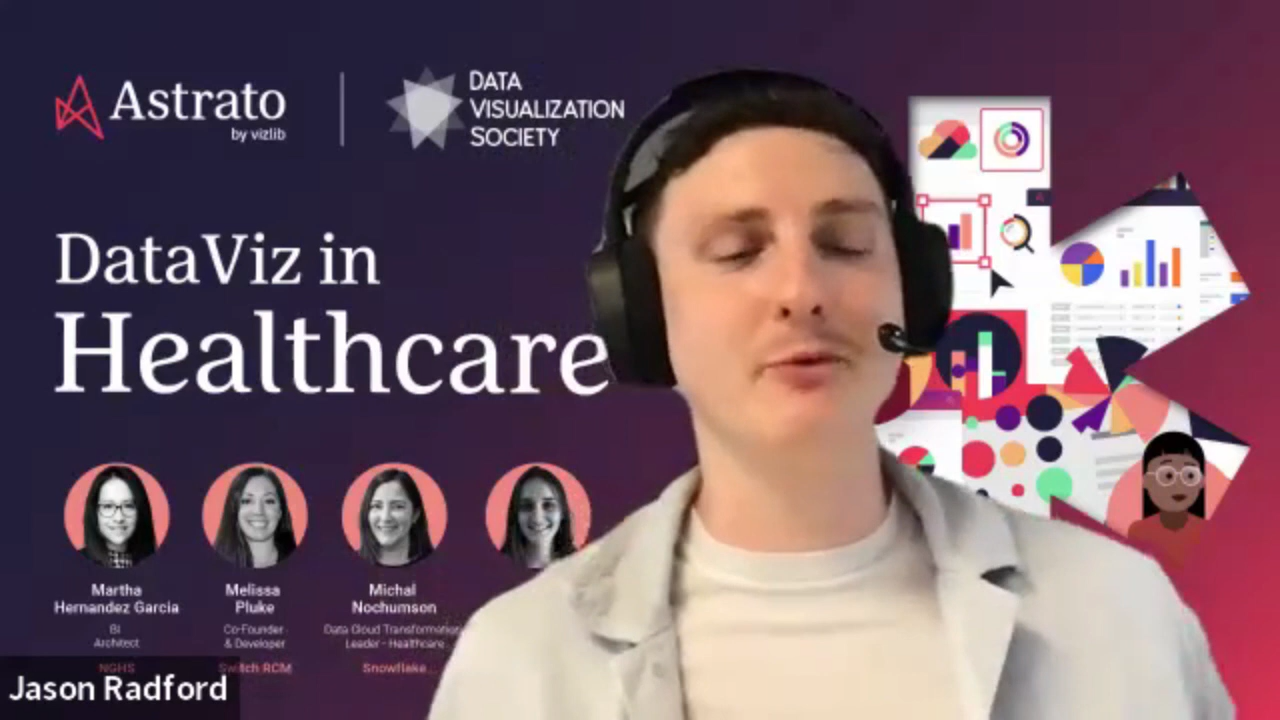 Astrato
by vizlib
DATA
VISUALIZATION
SOCIETY
DataViz in
Healthcare
Martha
Hernandez Garcia
BI
Architect
NGHS
Melissa
Pluke
Co-Founder
& Developer
Switch RCM
Michal
Nochumson
Data Cloud Transformation
Leader - Healthcare
Snowflake
Jason Radford